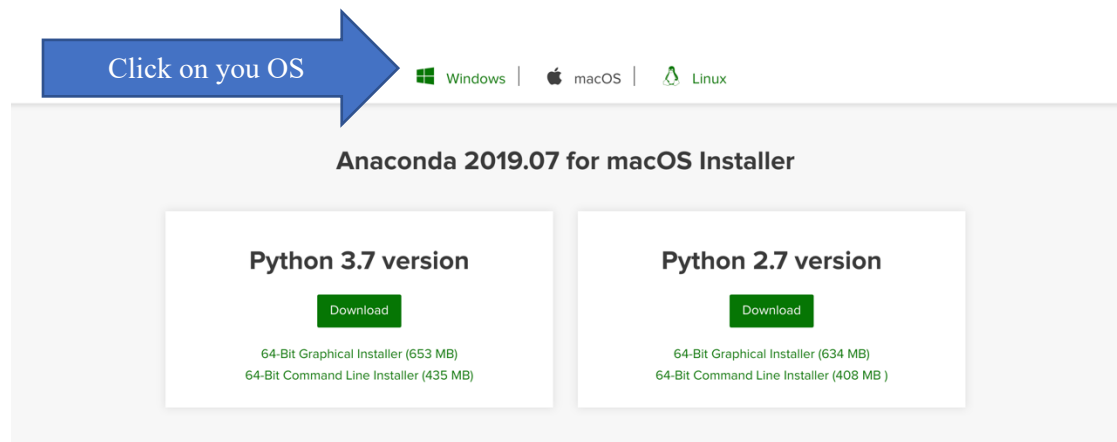 Click on you OS
Windows | macOS | Linux
Anaconda 2019.07 for macOS Installer
Python 3.7 version
Download
64-Bit Graphical Installer (653 MB)
64-Bit Command Line Installer (435 MB)
Python 2.7 version
Download
64-Bit Graphical Installer (634 MB)
64-Bit Command Line Installer (408 MB )